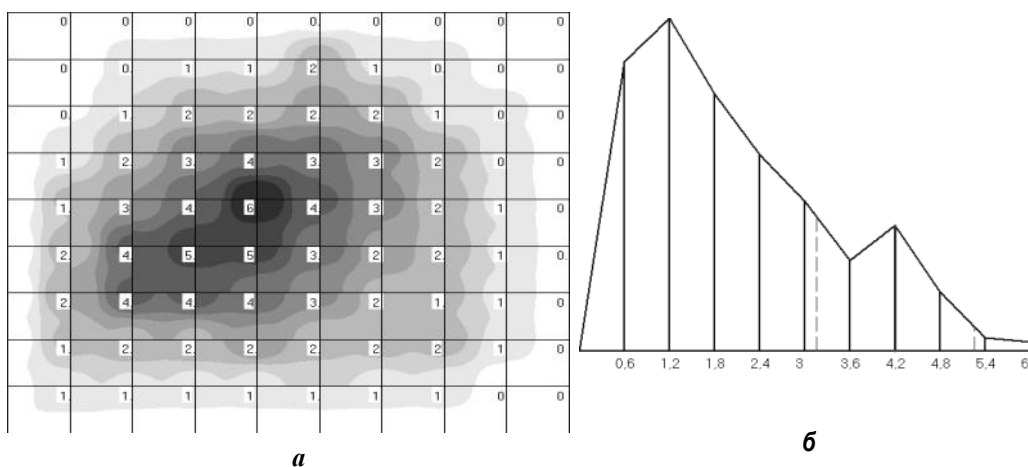 0 0 0 0 0 0 0 0 0
0 0. 1 1 2 1 0. 0 0
0. 1. 2 2 2. 2 1 0 0
1 2. 3. 4 3. 3 2 0 0
1. 3 4. 6 4. 3 2. 1 0
2. 4. 5. 5 3. 2 2. 1 0
2. 4. 4. 4 3. 2. 1. 1 0
1. 2. 2. 2. 2. 2 2 1 0
1. 1. 1. 1 1. 1 1 0 0
0,6 1,2 1,8 2,4 3 3,6 4,2 4,8 5,4 6
а б